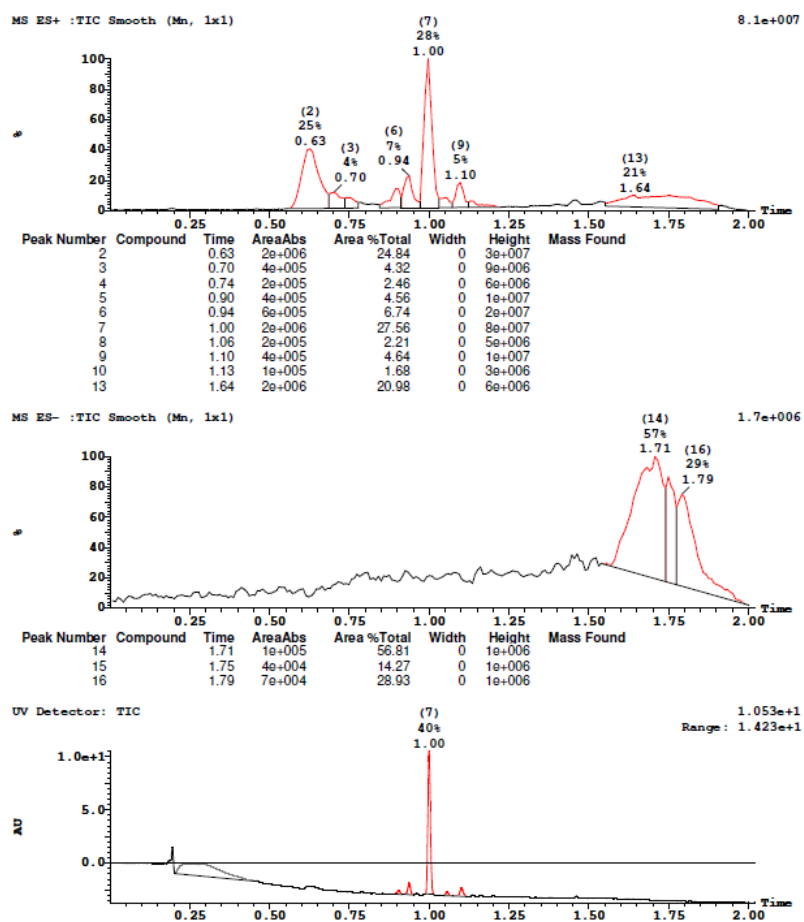 MS ES+ :TIC Smooth (Mn, 1x1) 8.1e+007
(7)
28%
1.00
(2)
25%
0.63
(3)
4%
0.70
(6)
7%
0.94
(9)
5%
1.10
(13)
21%
1.64
100
80
60
40
20
0
%
0.25 0.50 0.75 1.00 1.25 1.50 1.75 2.00 Time
Peak Number Compound Time AreaAbs Area %Total Width Height Mass Found
2 0.63 2e+006 24.84 0 3e+007
3 0.70 4e+005 4.32 0 9e+006
4 0.74 2e+005 2.46 0 6e+006
5 0.90 4e+005 4.56 0 1e+007
6 0.94 6e+005 6.74 0 2e+007
7 1.00 2e+006 27.56 0 8e+007
8 1.06 2e+005 2.21 0 5e+006
9 1.10 4e+005 4.64 0 1e+007
10 1.13 1e+005 1.68 0 3e+006
13 1.64 2e+006 20.98 0 6e+006
MS ES- :TIC Smooth (Mn, 1x1) 1.7e+006
(14)
57%
1.71
(16)
29%
1.79
100
80
60
40
20
0
%
0.25 0.50 0.75 1.00 1.25 1.50 1.75 2.00 Time
Peak Number Compound Time AreaAbs Area %Total Width Height Mass Found
14 1.71 1e+005 56.81 0 1e+006
15 1.75 4e+004 14.27 0 1e+006
16 1.79 7e+004 28.93 0 1e+006
UV Detector: TIC 1.053e+1
Range: 1.423e+1
(7)
40%
1.00
1.0e+1
5.0
0.0
AU
0.25 0.50 0.75 1.00 1.25 1.50 1.75 2.00 Time